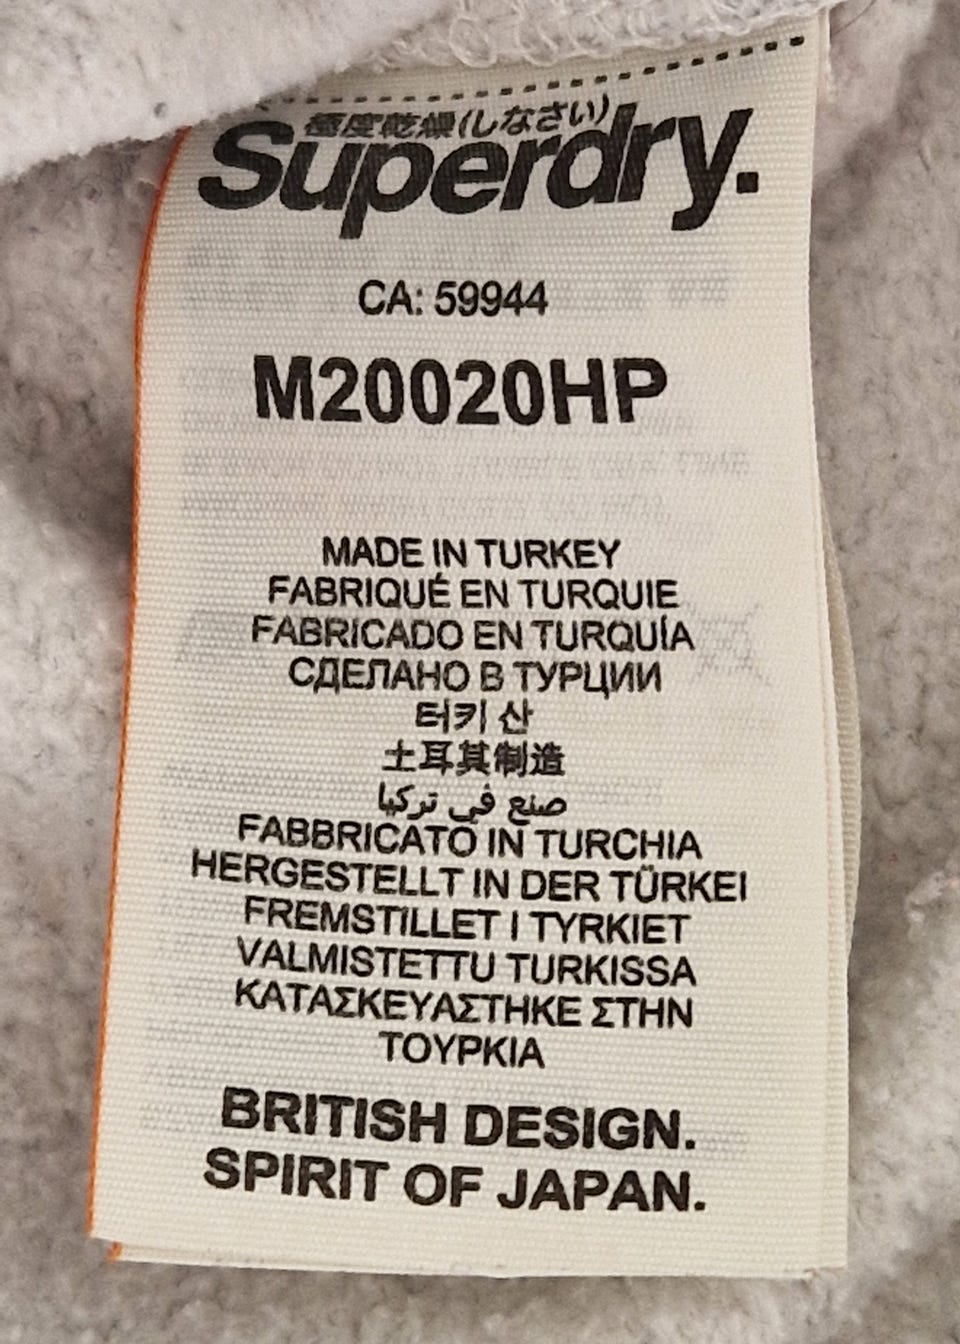 極度乾燥(しなさい)
Superdry.
CA: 59944
M20020HP
MADE IN TURKEY
FABRIQUÉ EN TURQUIE
FABRICADO EN TURQUÍA
СДЕЛАНО В ТУРЦИИ
터키 산
土耳其制造
صنع في تركيا
FABBRICATO IN TURCHIA
HERGESTELLT IN DER TÜRKEI
FREMSTILLET I TYRKIET
VALMISTETTU TURKISSA
ΚΑΤΑΣΚΕΥΑΣΤΗΚΕ ΣΤΗΝ
ΤΟΥΡΚΙΑ
BRITISH DESIGN.
SPIRIT OF JAPAN.